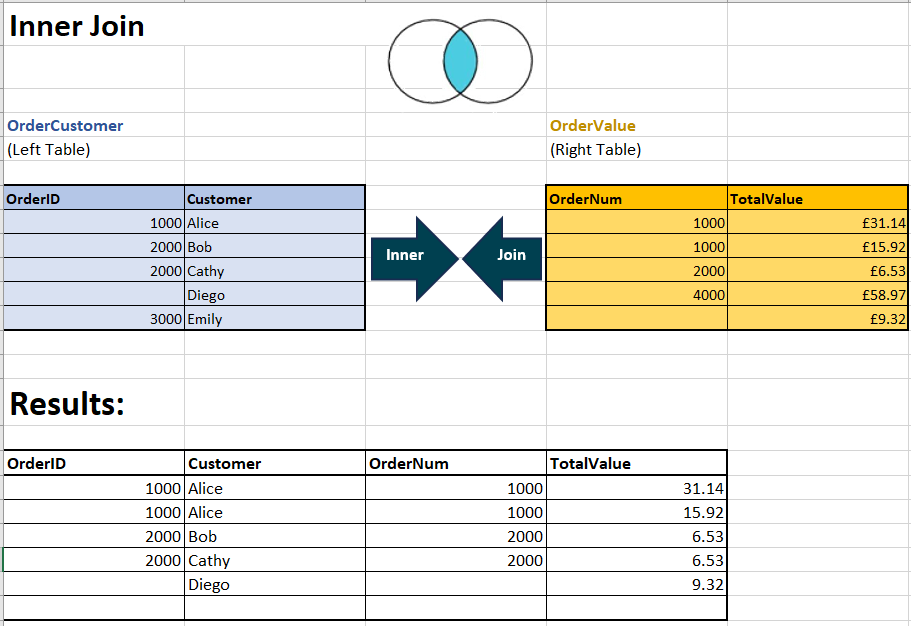 Inner Join
OrderCustomer OrderValue
(Left Table) (Right Table)
OrderID Customer OrderNum TotalValue
1000 Alice 1000 £31.14
2000 Bob Inner Join 1000 £15.92
2000 Cathy 2000 £6.53
Diego 4000 £58.97
3000 Emily £9.32
Results:
OrderID Customer OrderNum TotalValue
1000 Alice 1000 31.14
1000 Alice 1000 15.92
2000 Bob 2000 6.53
2000 Cathy 2000 6.53
Diego 9.32